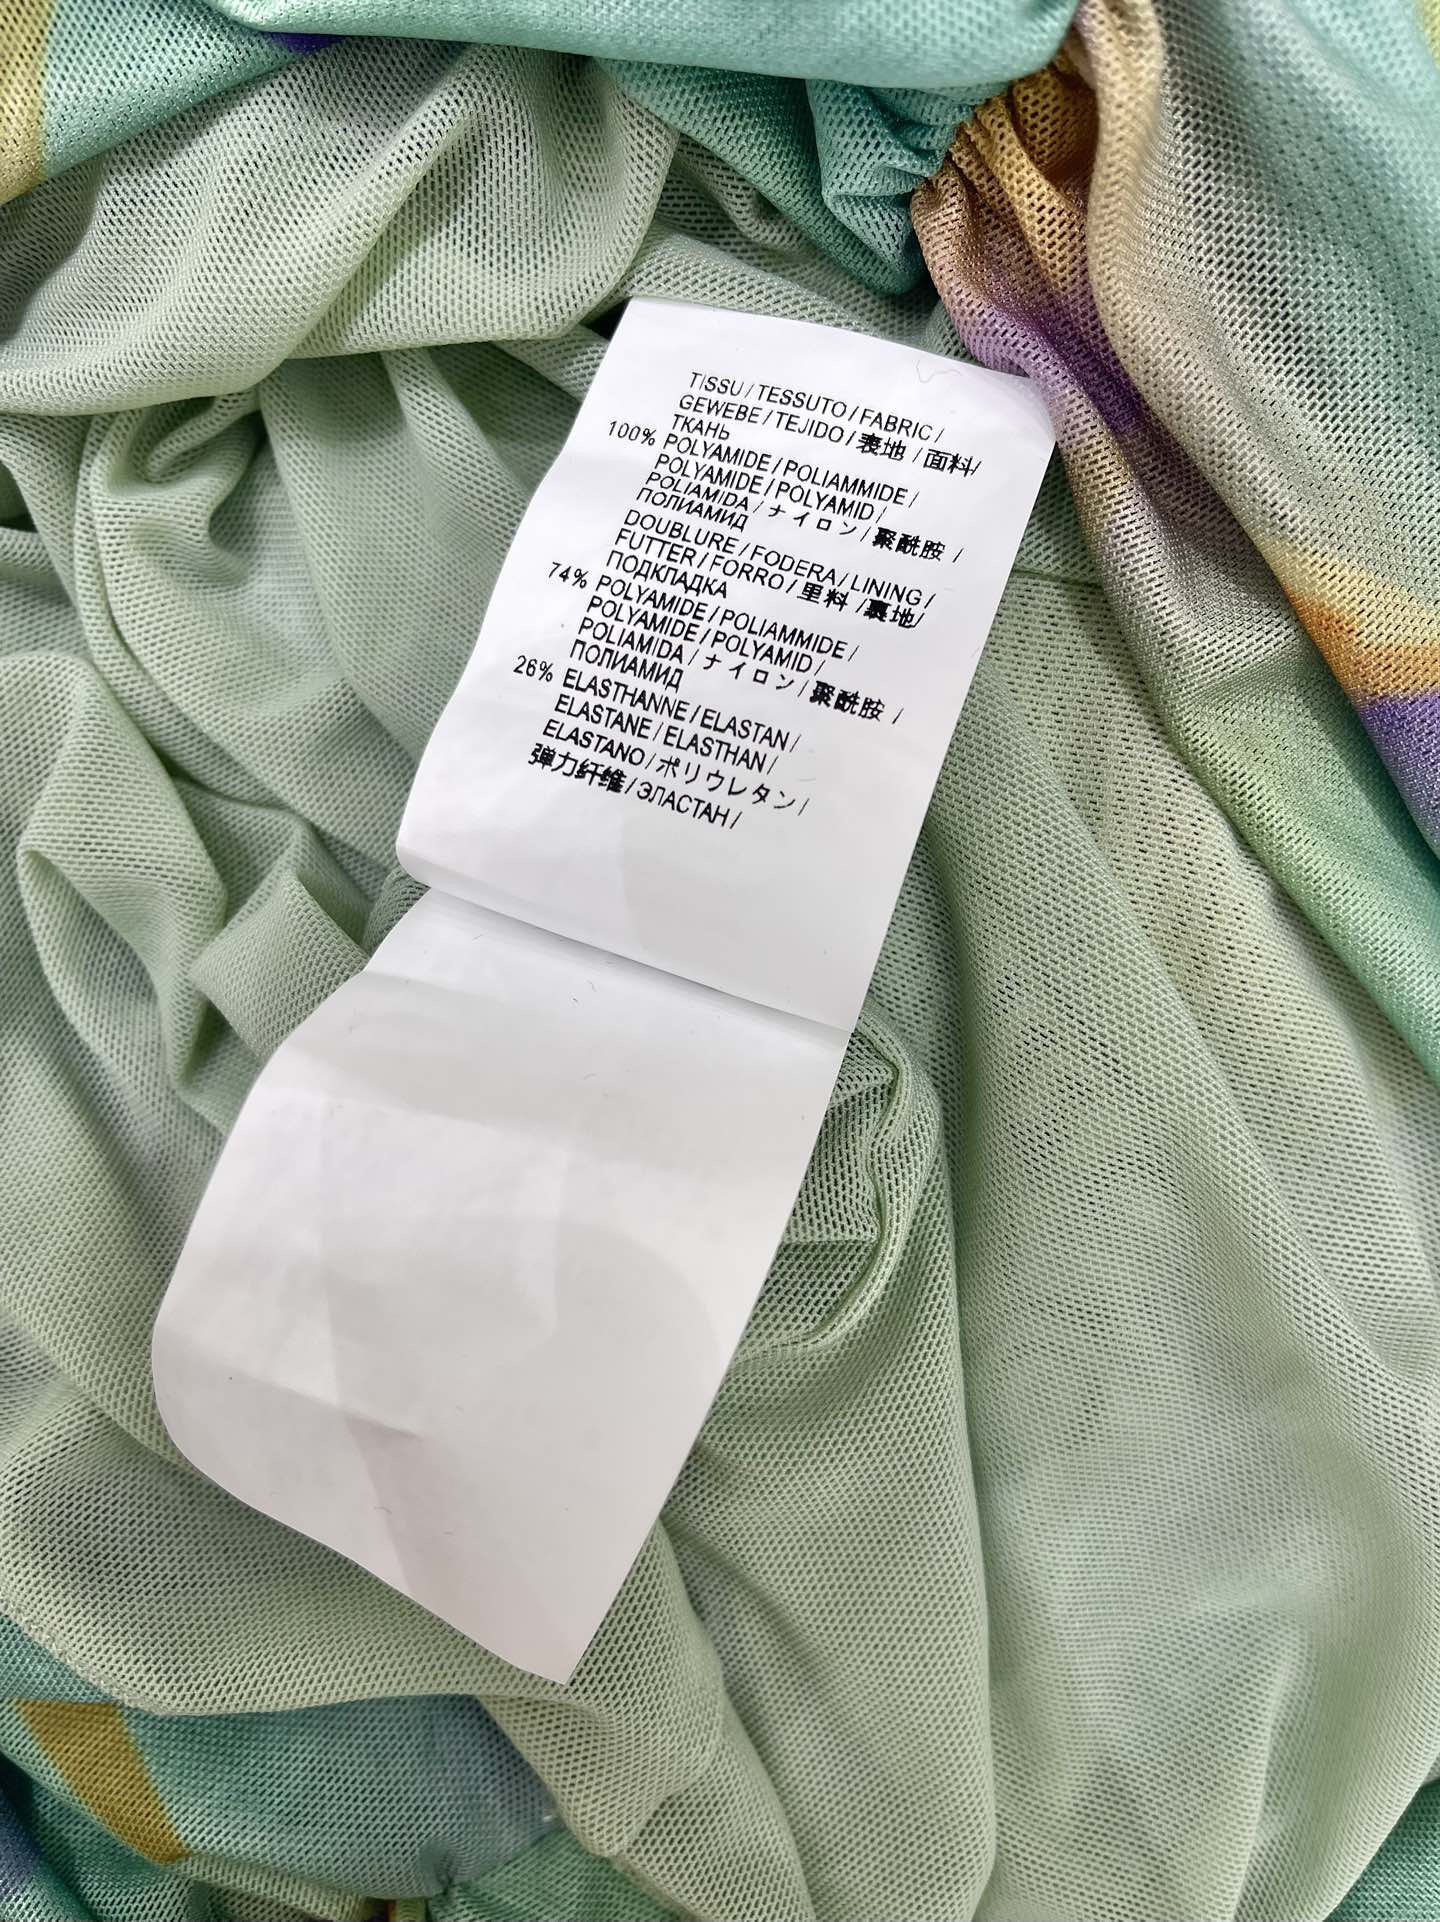 TISSU / TESSUTO / FABRIC /
GEWEBE / TEJIDO / 表地 / 面料/
ТКАНЬ
100% POLYAMIDE / POLIAMMIDE /
POLYAMIDE / POLYAMID /
POLIAMIDA / ナイロン / 聚酰胺 /
ПОЛИАМИД
DOUBLURE / FODERA / LINING /
FUTTER / FORRO / 里料 / 裏地/
ПОДКЛАДКА
74% POLYAMIDE / POLIAMMIDE /
POLYAMIDE / POLYAMID /
POLIAMIDA / ナイロン / 聚酰胺 /
ПОЛИАМИД
26% ELASTHANNE / ELASTAN /
ELASTANE / ELASTHAN /
ELASTANO / ポリウレタン /
弹力纤维 / ЭЛАСТАН /